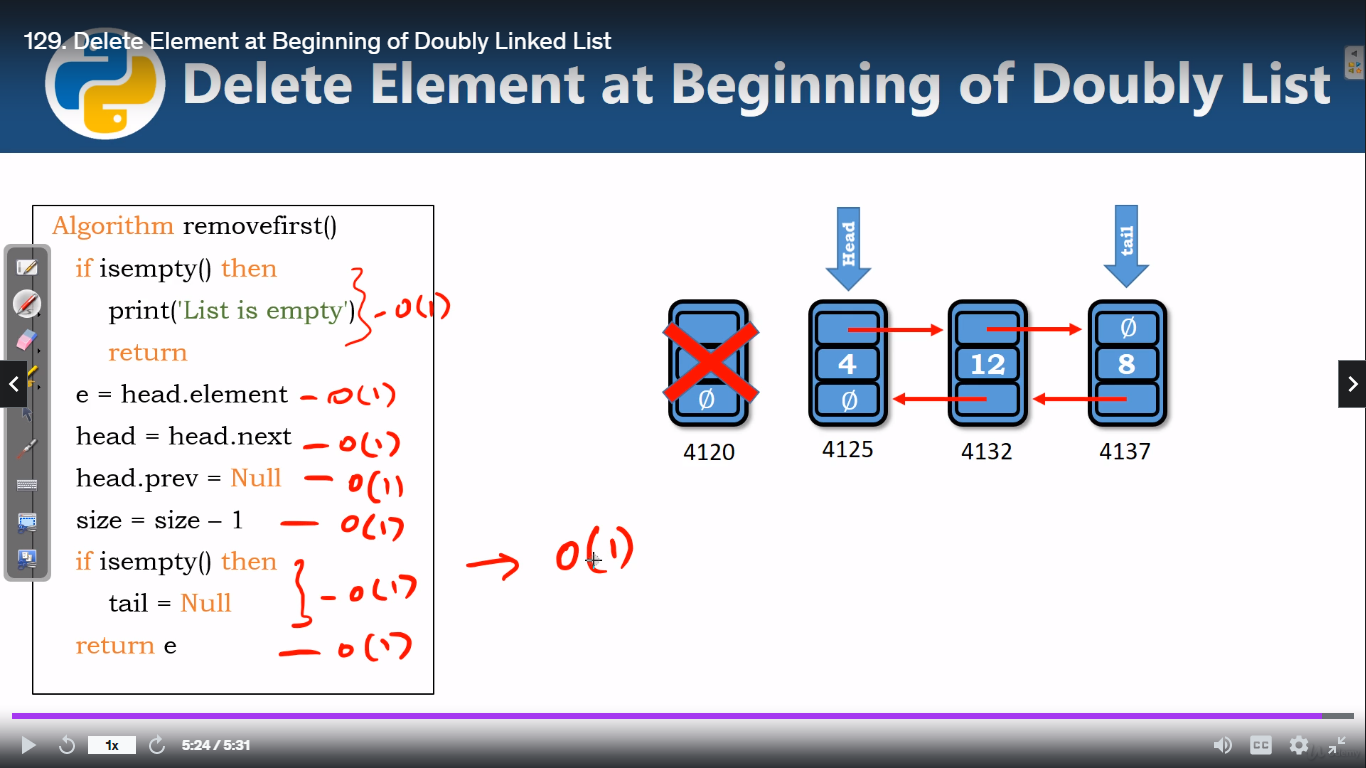 129. Delete Element at Beginning of Doubly Linked List
Delete Element at Beginning of Doubly List
Algorithm removefirst()
if isempty() then
print('List is empty') - O(1)
return
e = head.element - O(1)
head = head.next - O(1)
head.prev = Null - O(1)
size = size – 1 - O(1)
if isempty() then
tail = Null - O(1)
return e - O(1)
→ O(1)
Head
tail
∅
4 12 8
∅ ∅
4120 4125 4132 4137
1x 5:24 / 5:31 CC